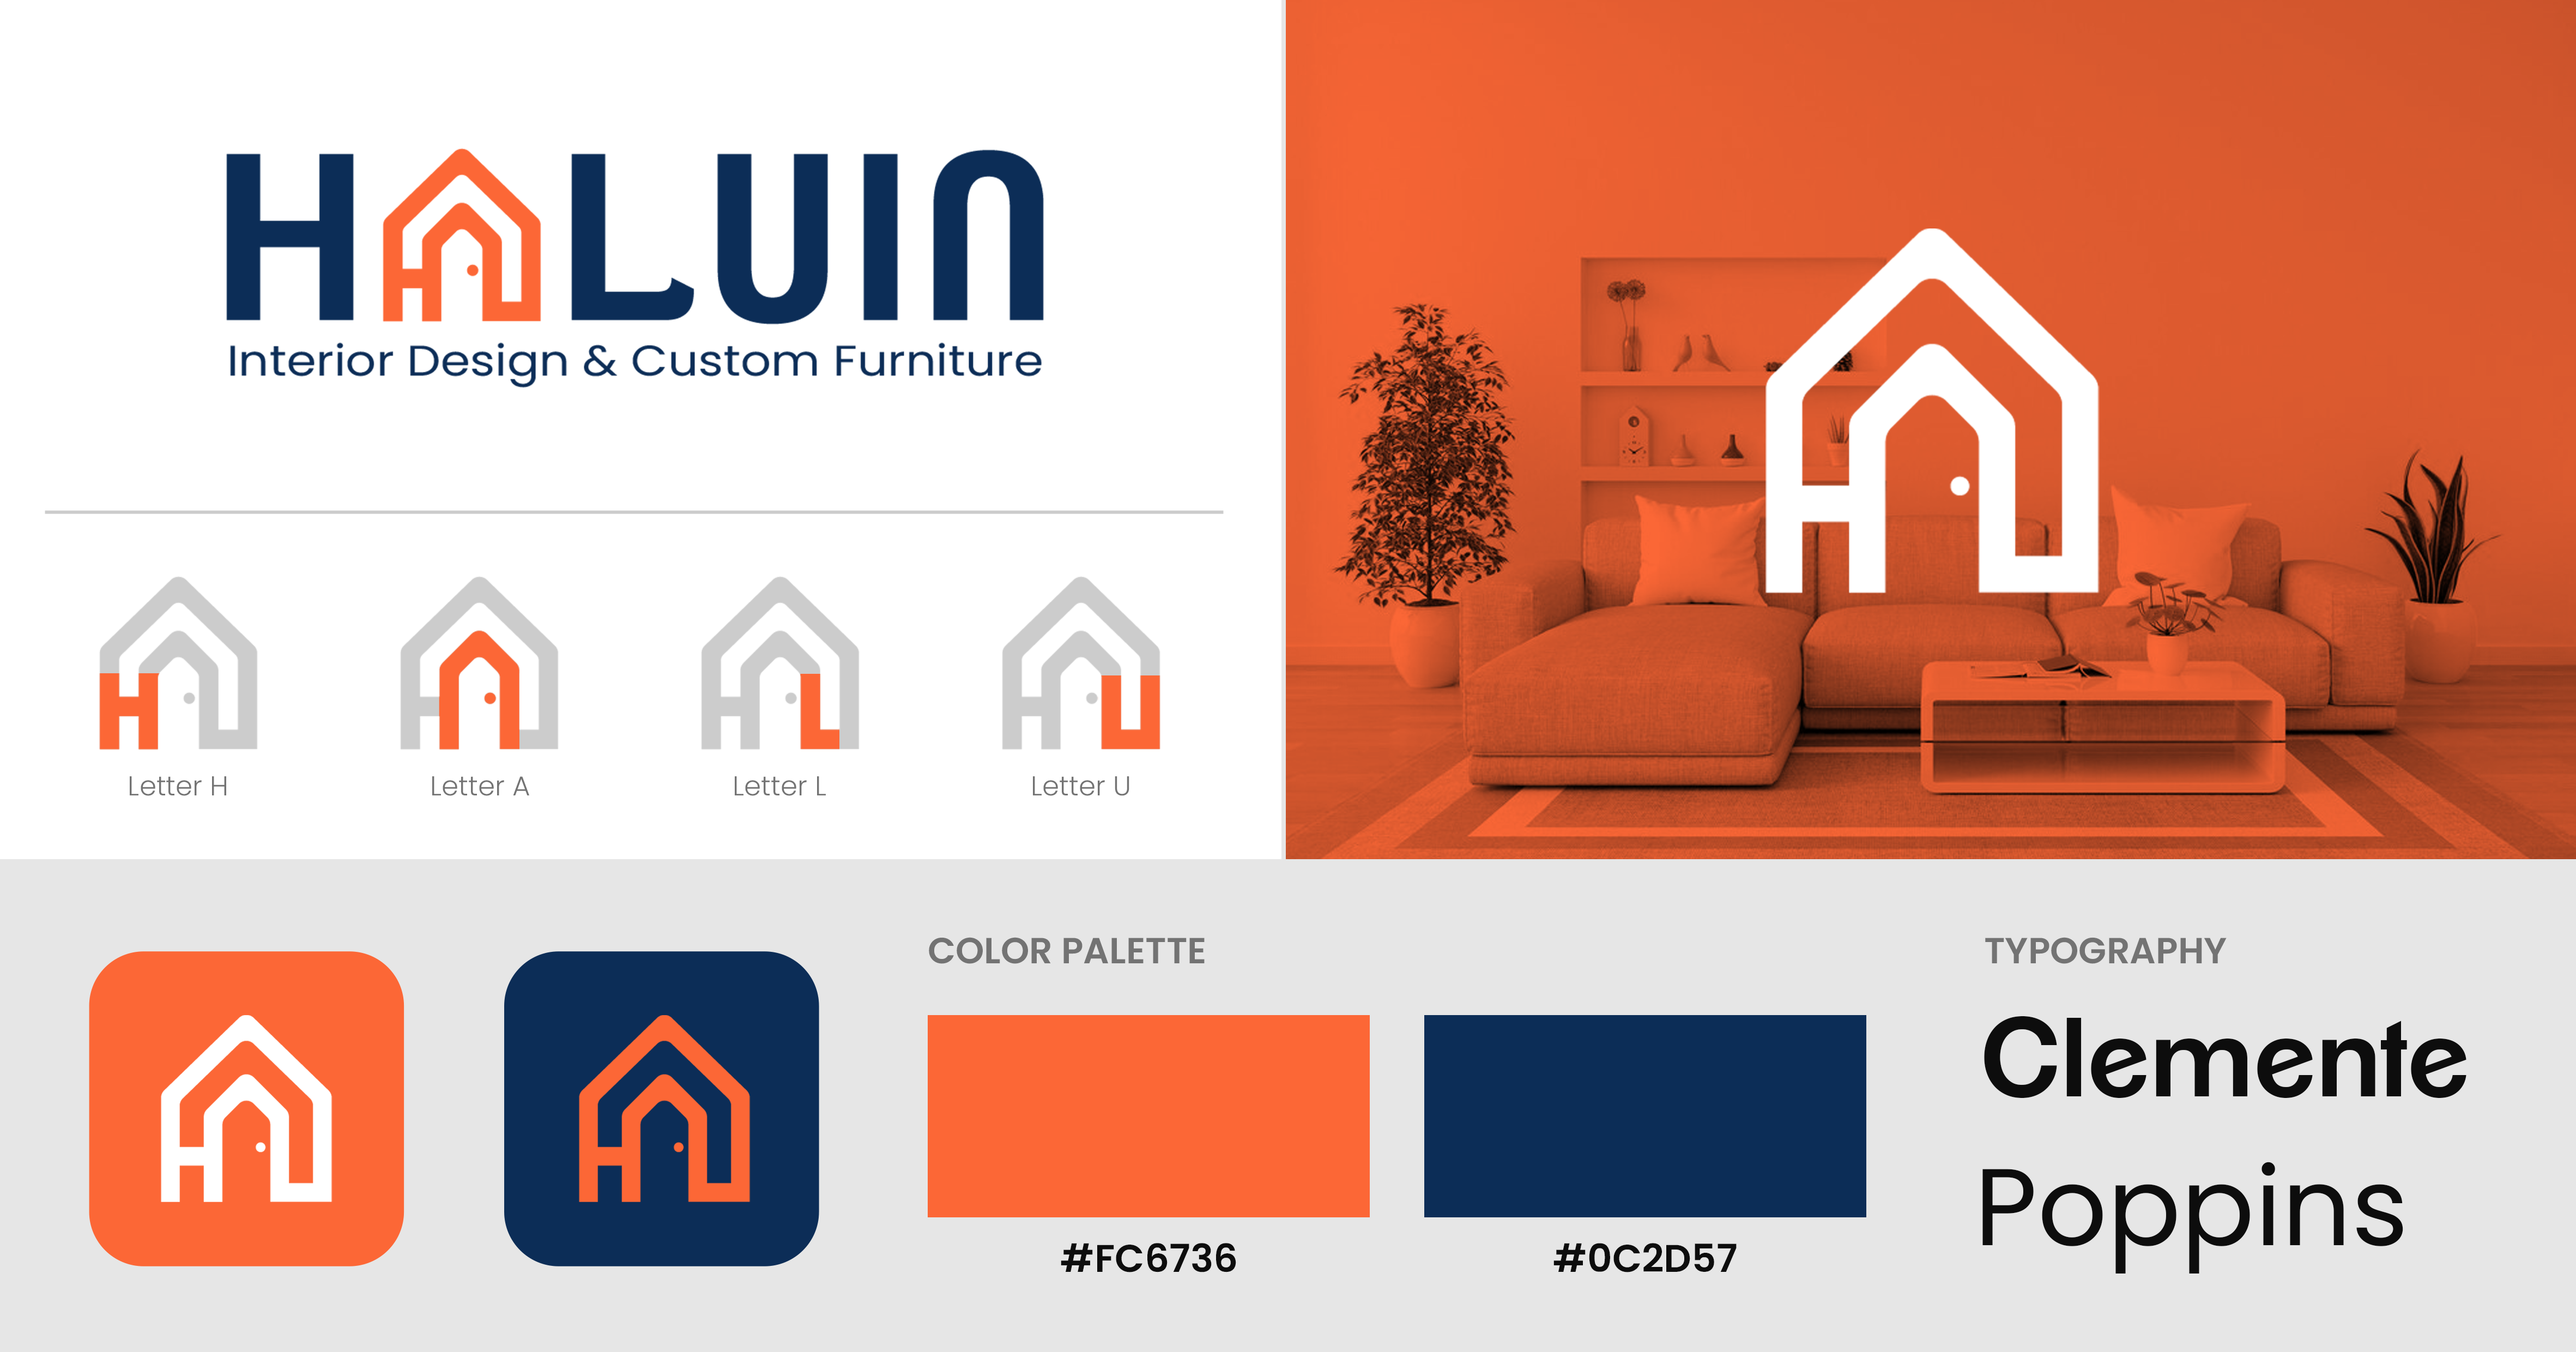 HALUIN
Interior Design & Custom Furniture
Letter H
Letter A
Letter L
Letter U
COLOR PALETTE
#FC6736
#0C2D57
TYPOGRAPHY
Clemente
Poppins